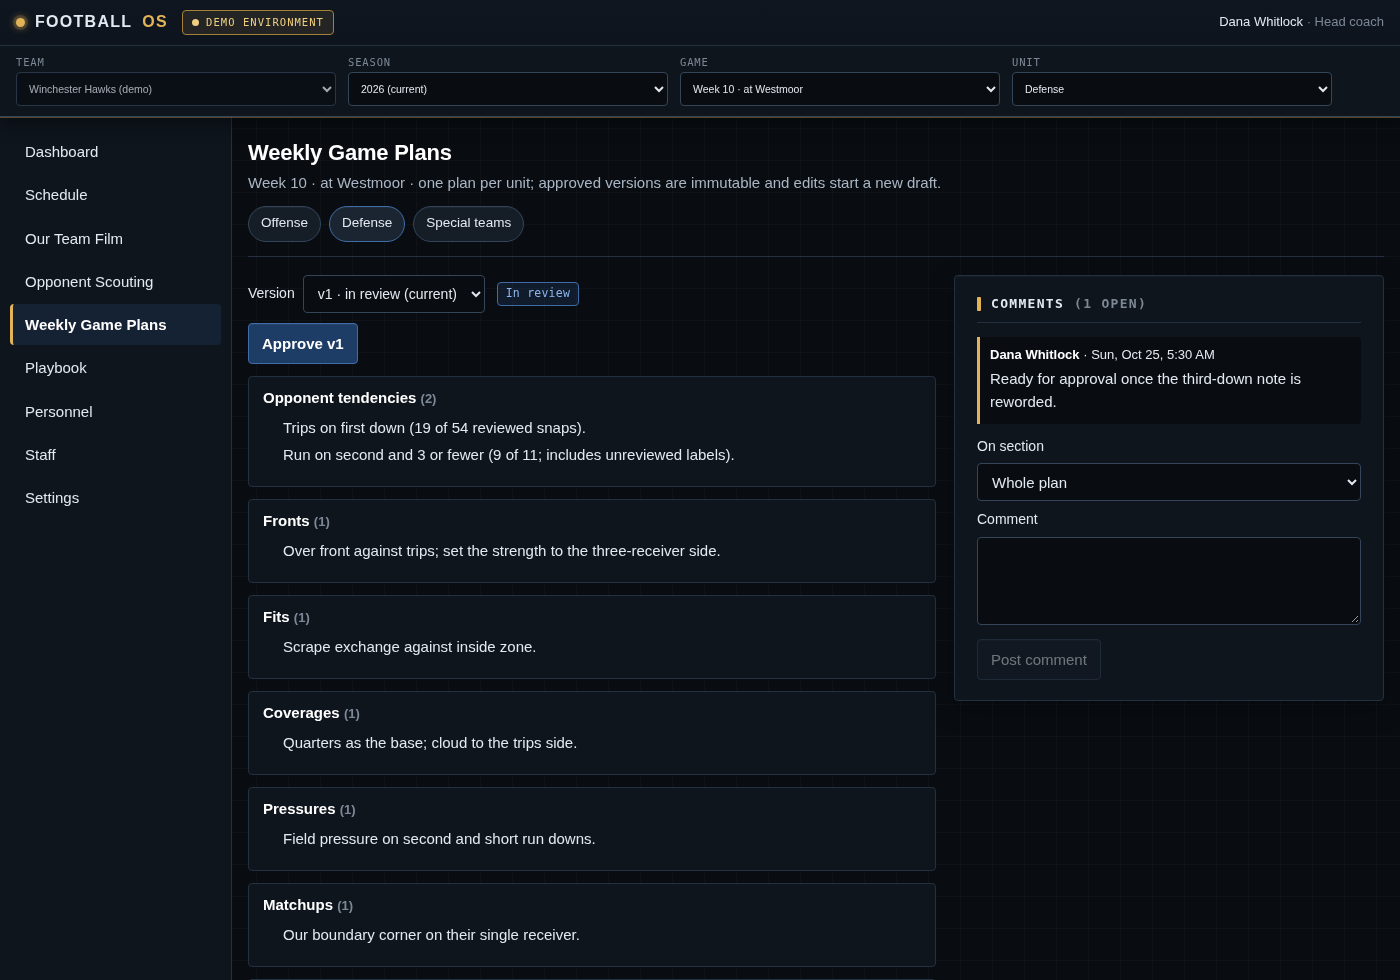 FOOTBALL OS
DEMO ENVIRONMENT
Dana Whitlock · Head coach
TEAM
Winchester Hawks (demo)
SEASON
2026 (current)
GAME
Week 10 · at Westmoor
UNIT
Defense
Dashboard
Schedule
Our Team Film
Opponent Scouting
Weekly Game Plans
Playbook
Personnel
Staff
Settings
Weekly Game Plans
Week 10 · at Westmoor · one plan per unit; approved versions are immutable and edits start a new draft.
Offense
Defense
Special teams
Version
v1 · in review (current)
In review
Approve v1
Opponent tendencies (2)
Trips on first down (19 of 54 reviewed snaps).
Run on second and 3 or fewer (9 of 11; includes unreviewed labels).
Fronts (1)
Over front against trips; set the strength to the three-receiver side.
Fits (1)
Scrape exchange against inside zone.
Coverages (1)
Quarters as the base; cloud to the trips side.
Pressures (1)
Field pressure on second and short run downs.
Matchups (1)
Our boundary corner on their single receiver.
COMMENTS (1 OPEN)
Dana Whitlock · Sun, Oct 25, 5:30 AM
Ready for approval once the third-down note is
reworded.
On section
Whole plan
Comment
Post comment